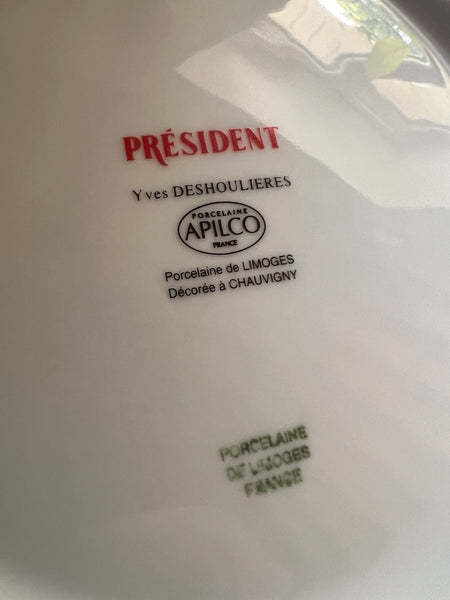 PRÉSIDENT
Yves DESHOULIERES
PORCELAINE
APILCO
FRANCE
Porcelaine de LIMOGES
Décorée à CHAUVIGNY
PORCELAINE
DE LIMOGES
FRANCE